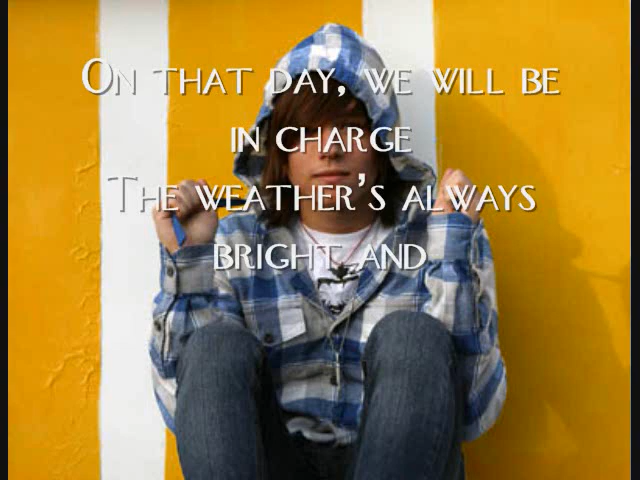 On that day, we will be
in charge
The weather's always
bright and